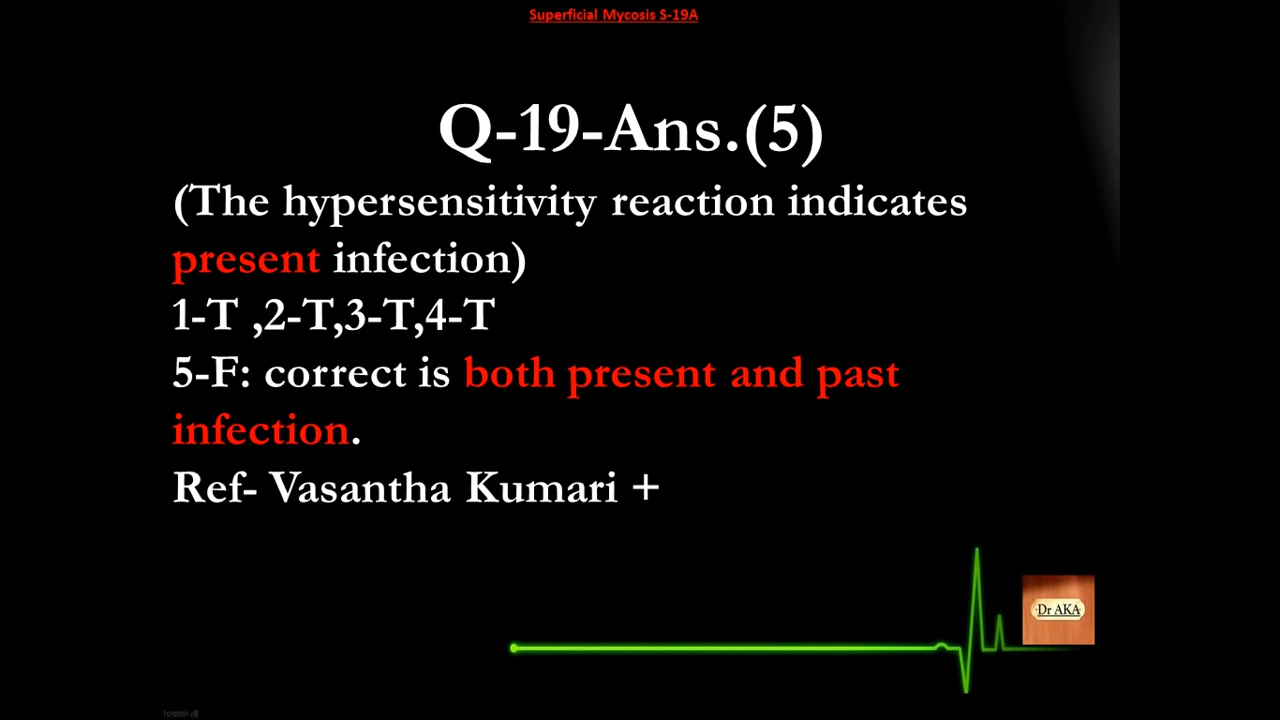 Superficial Mycosis S-19A
Q-19-Ans.(5)
(The hypersensitivity reaction indicates
present infection)
1-T ,2-T,3-T,4-T
5-F: correct is both present and past
infection.
Ref- Vasantha Kumari +
Dr AKA